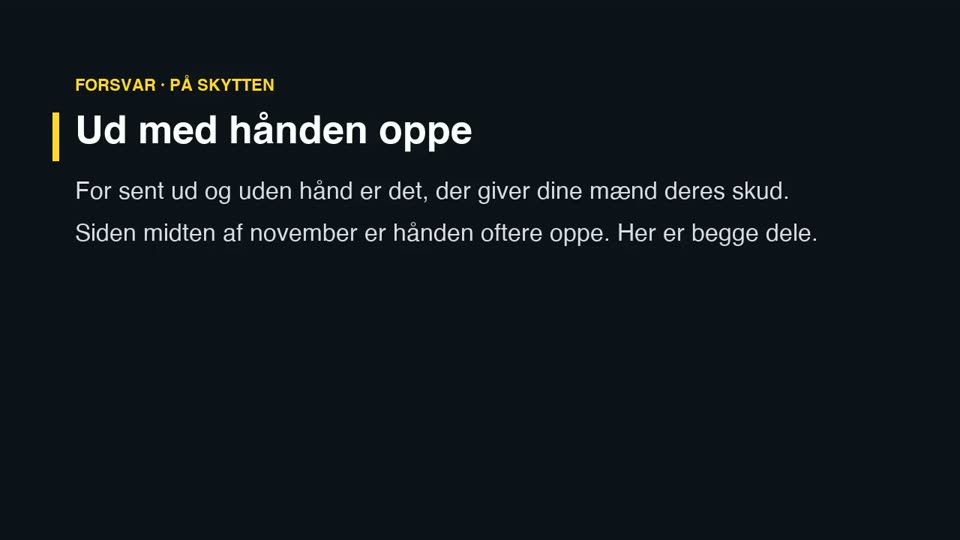 FORSVAR · PÅ SKYTTEN
Ud med hånden oppe
For sent ud og uden hånd er det, der giver dine mænd deres skud.
Siden midten af november er hånden oftere oppe. Her er begge dele.